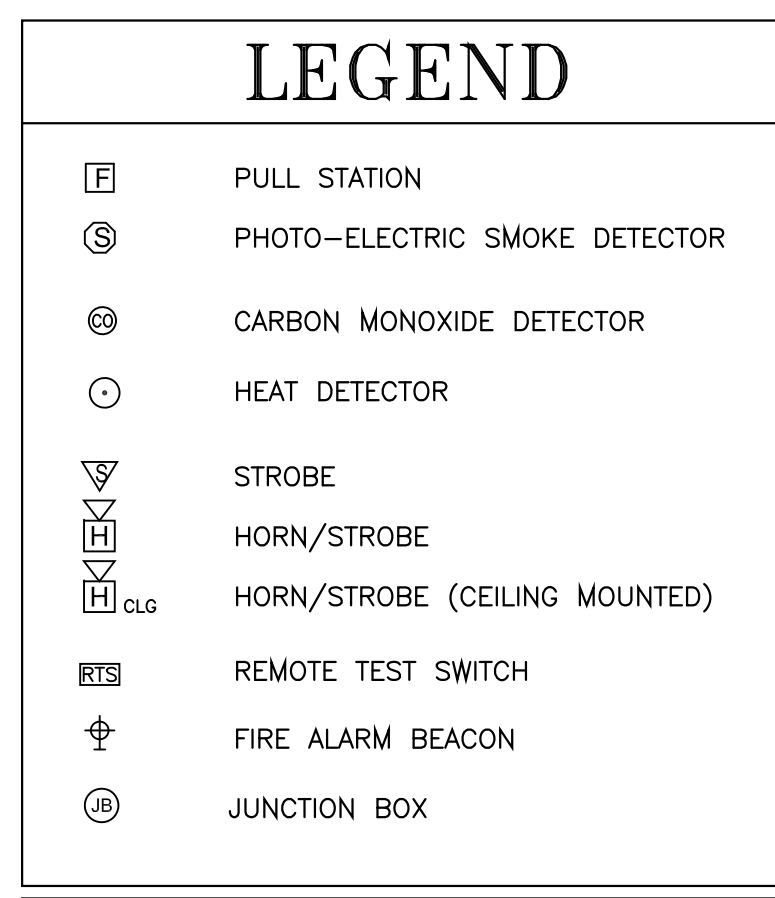 LEGEND
F PULL STATION
S PHOTO-ELECTRIC SMOKE DETECTOR
CO CARBON MONOXIDE DETECTOR
HEAT DETECTOR
S STROBE
H HORN/STROBE
H CLG HORN/STROBE (CEILING MOUNTED)
RTS REMOTE TEST SWITCH
FIRE ALARM BEACON
JB JUNCTION BOX